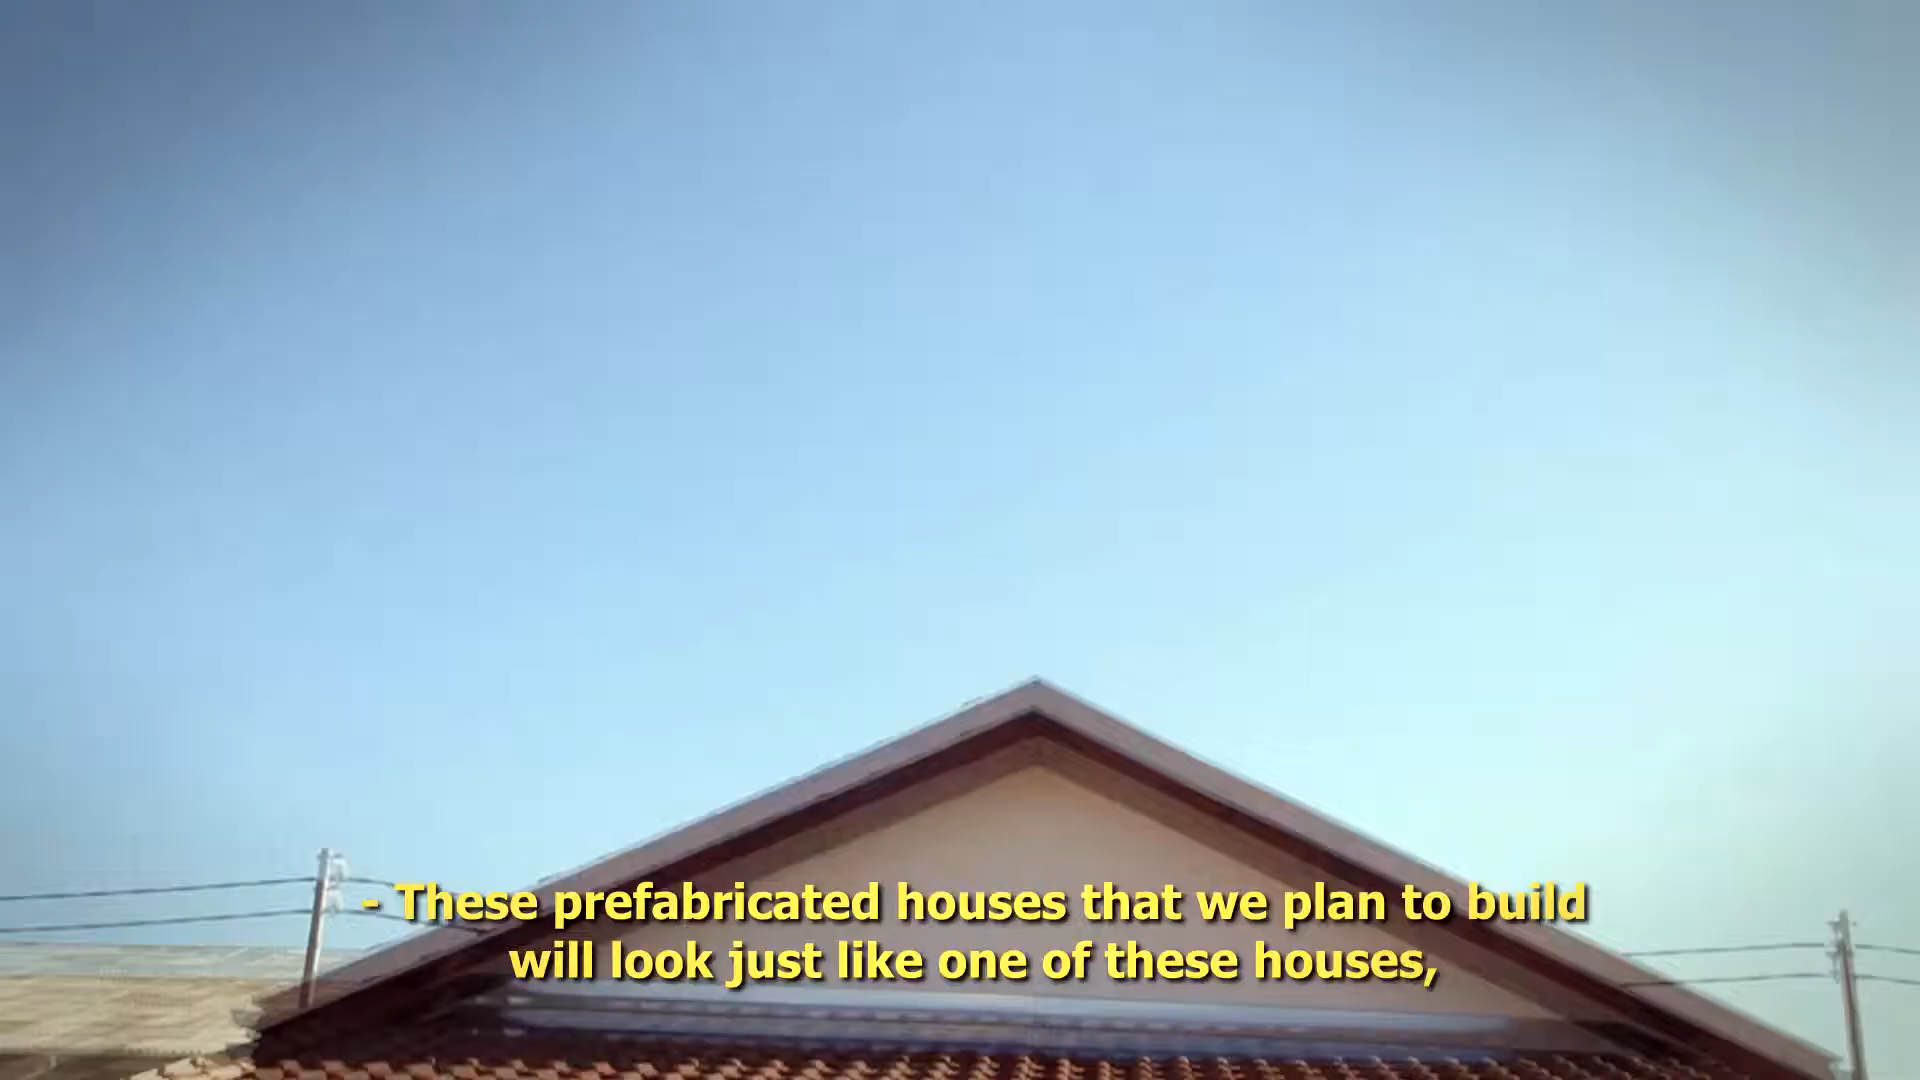 - These prefabricated houses that we plan to build
will look just like one of these houses,